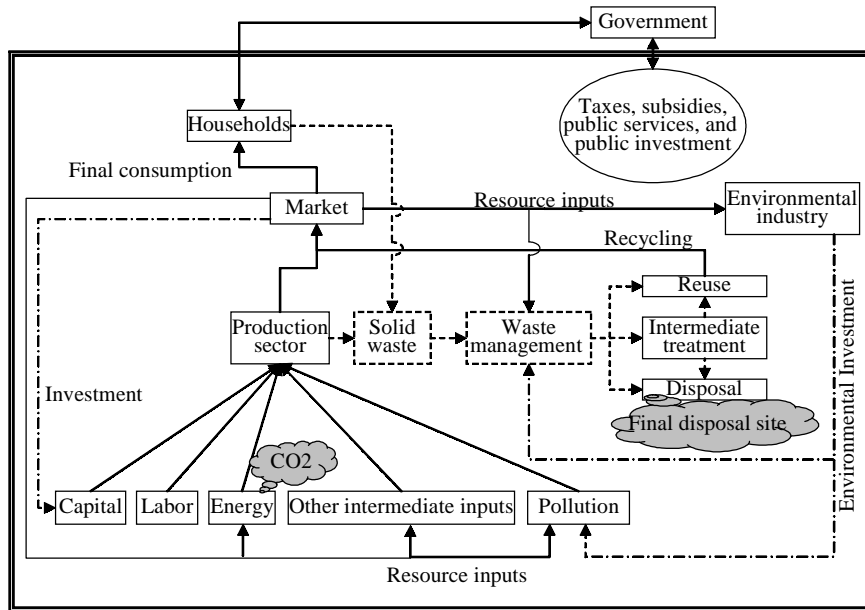 Government
Taxes, subsidies,
public services, and
public investment
Households
Final consumption
Market
Resource inputs
Environmental
industry
Recycling
Reuse
Production
sector
Solid
waste
Waste
management
Intermediate
treatment
Disposal
Final disposal site
Environmental Investment
Investment
CO2
Capital
Labor
Energy
Other intermediate inputs
Pollution
Resource inputs